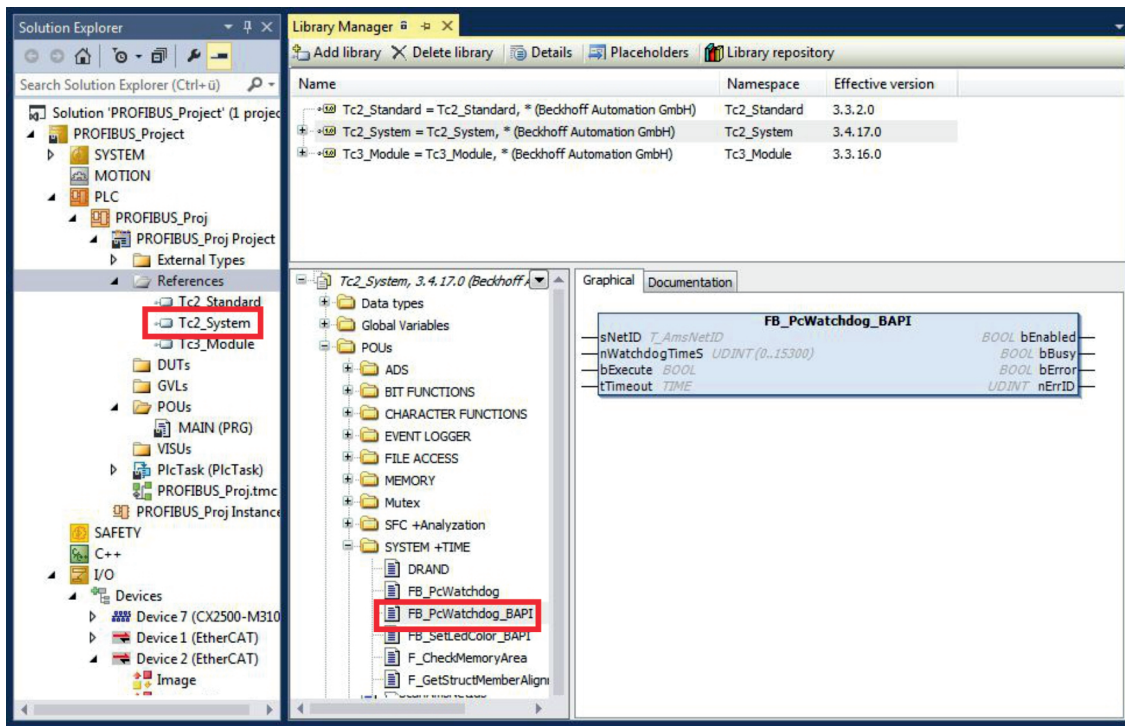 Solution Explorer
Search Solution Explorer (Ctrl+ü)
Solution 'PROFIBUS_Project' (1 projec
PROFIBUS_Project
SYSTEM
MOTION
PLC
PROFIBUS_Proj
PROFIBUS_Proj Project
External Types
References
Tc2_Standard
Tc2_System
Tc3_Module
DUTs
GVLs
POUs
MAIN (PRG)
VISUs
PlcTask (PlcTask)
PROFIBUS_Proj.tmc
PROFIBUS_Proj Instance
SAFETY
C++
I/O
Devices
Device 7 (CX2500-M310
Device 1 (EtherCAT)
Device 2 (EtherCAT)
Image
Library Manager
Add library Delete library Details Placeholders Library repository
Name Namespace Effective version
Tc2_Standard = Tc2_Standard, * (Beckhoff Automation GmbH) Tc2_Standard 3.3.2.0
Tc2_System = Tc2_System, * (Beckhoff Automation GmbH) Tc2_System 3.4.17.0
Tc3_Module = Tc3_Module, * (Beckhoff Automation GmbH) Tc3_Module 3.3.16.0
Tc2_System, 3.4.17.0 (Beckhoff A
Data types
Global Variables
POUs
ADS
BIT FUNCTIONS
CHARACTER FUNCTIONS
EVENT LOGGER
FILE ACCESS
MEMORY
Mutex
SFC +Analyzation
SYSTEM +TIME
DRAND
FB_PcWatchdog
FB_PcWatchdog_BAPI
FB_SetLedColor_BAPI
F_CheckMemoryArea
F_GetStructMemberAlignm
Graphical Documentation
FB_PcWatchdog_BAPI
sNetID T_AmsNetID BOOL bEnabled
nWatchdogTimeS UDINT (0..15300) BOOL bBusy
bExecute BOOL BOOL bError
tTimeout TIME UDINT nErrID